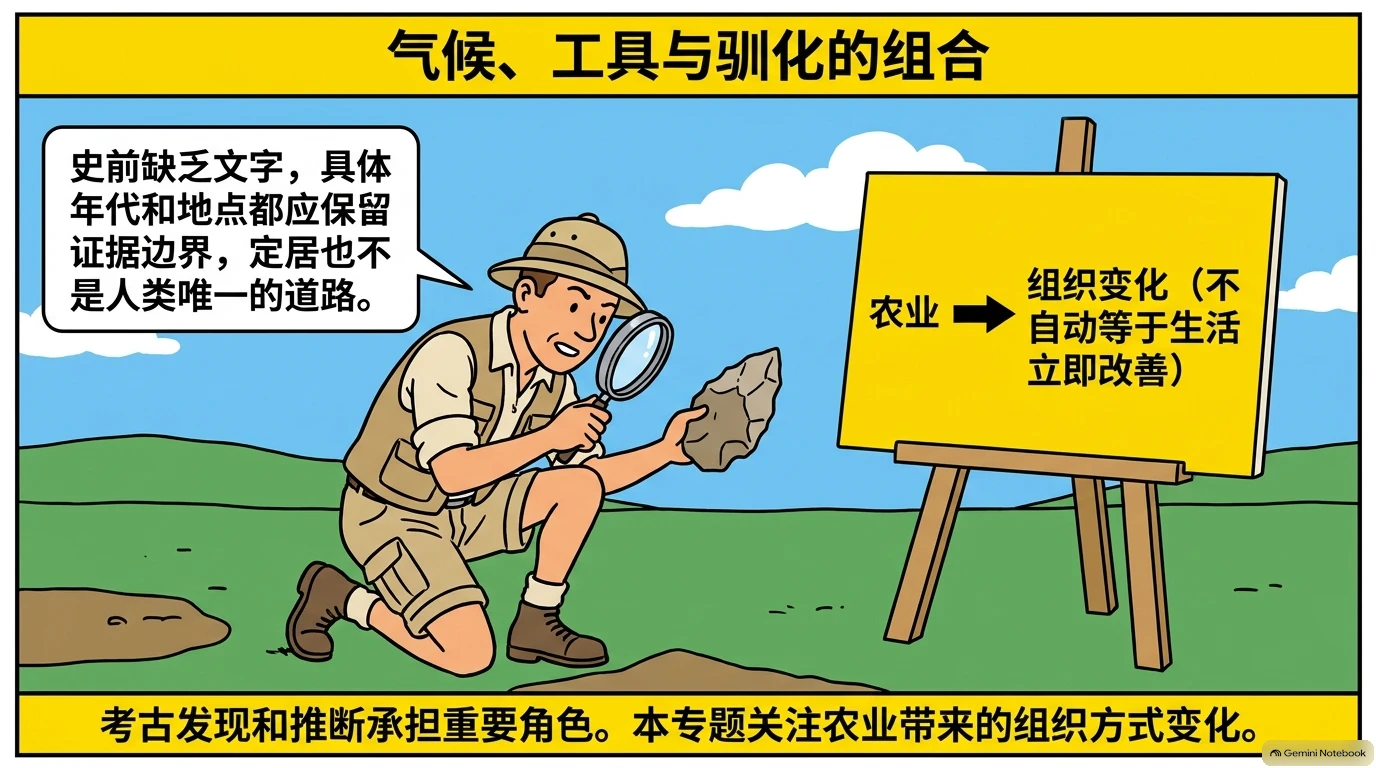 气候、工具与驯化的组合
史前缺乏文字，具体
年代和地点都应保留
证据边界，定居也不
是人类唯一的道路。
农业
组织变化（不
自动等于生活
立即改善）
考古发现和推断承担重要角色。本专题关注农业带来的组织方式变化。
Gemini Notebook